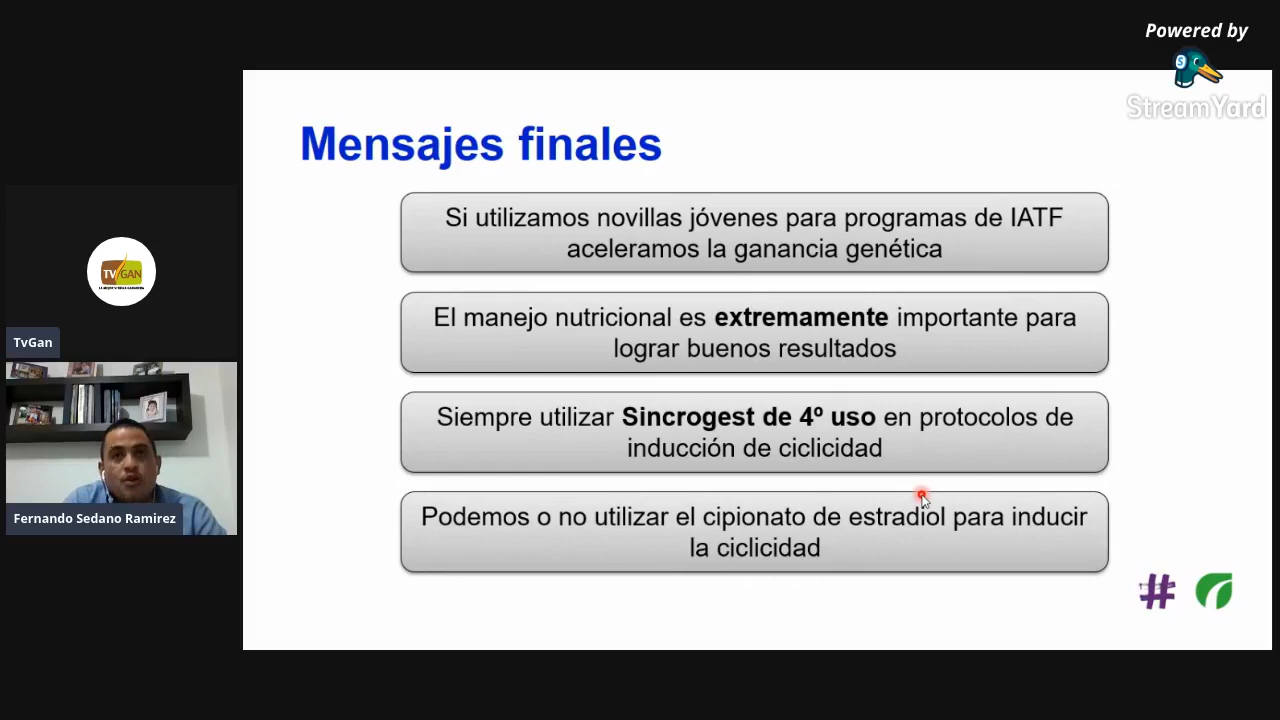 Powered by
StreamYard
Mensajes finales
Si utilizamos novillas jóvenes para programas de IATF
aceleramos la ganancia genética
El manejo nutricional es extremamente importante para
lograr buenos resultados
Siempre utilizar Sincrogest de 4º uso en protocolos de
inducción de ciclicidad
Podemos o no utilizar el cipionato de estradiol para inducir
la ciclicidad
TV GAN
TvGan
Fernando Sedano Ramirez
#